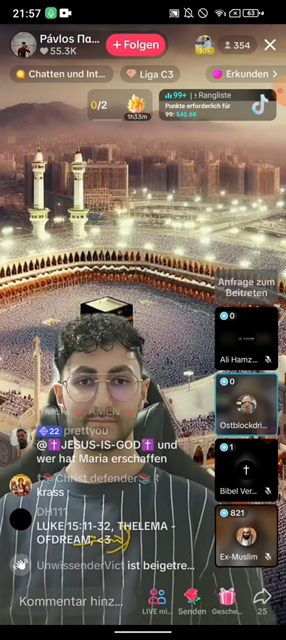 21:57
63
Pávlos Πα...
55.3K
+ Folgen
354
Chatten und Int...
Liga C3
Erkunden >
0/2
1h33m
99+ | Rangliste
Punkte erforderlich für
99: 540.6K
Anfrage zum
Beitreten
0
Ali Hamz...
0
Ostblockdri...
1
Bibel Ver...
821
Ex-Muslim
AMEN
22 prettyou
@✝️JESUS-IS-GOD✝️ und
wer hat Maria erschaffen
Christ defender
krass
DH111
LUKE 15:11-32, THELEMA -
OFDREAM, <3
UnwissenderVict ist beigetre...
Kommentar hinz...
LIVE mi...
Senden
Gesche...
25